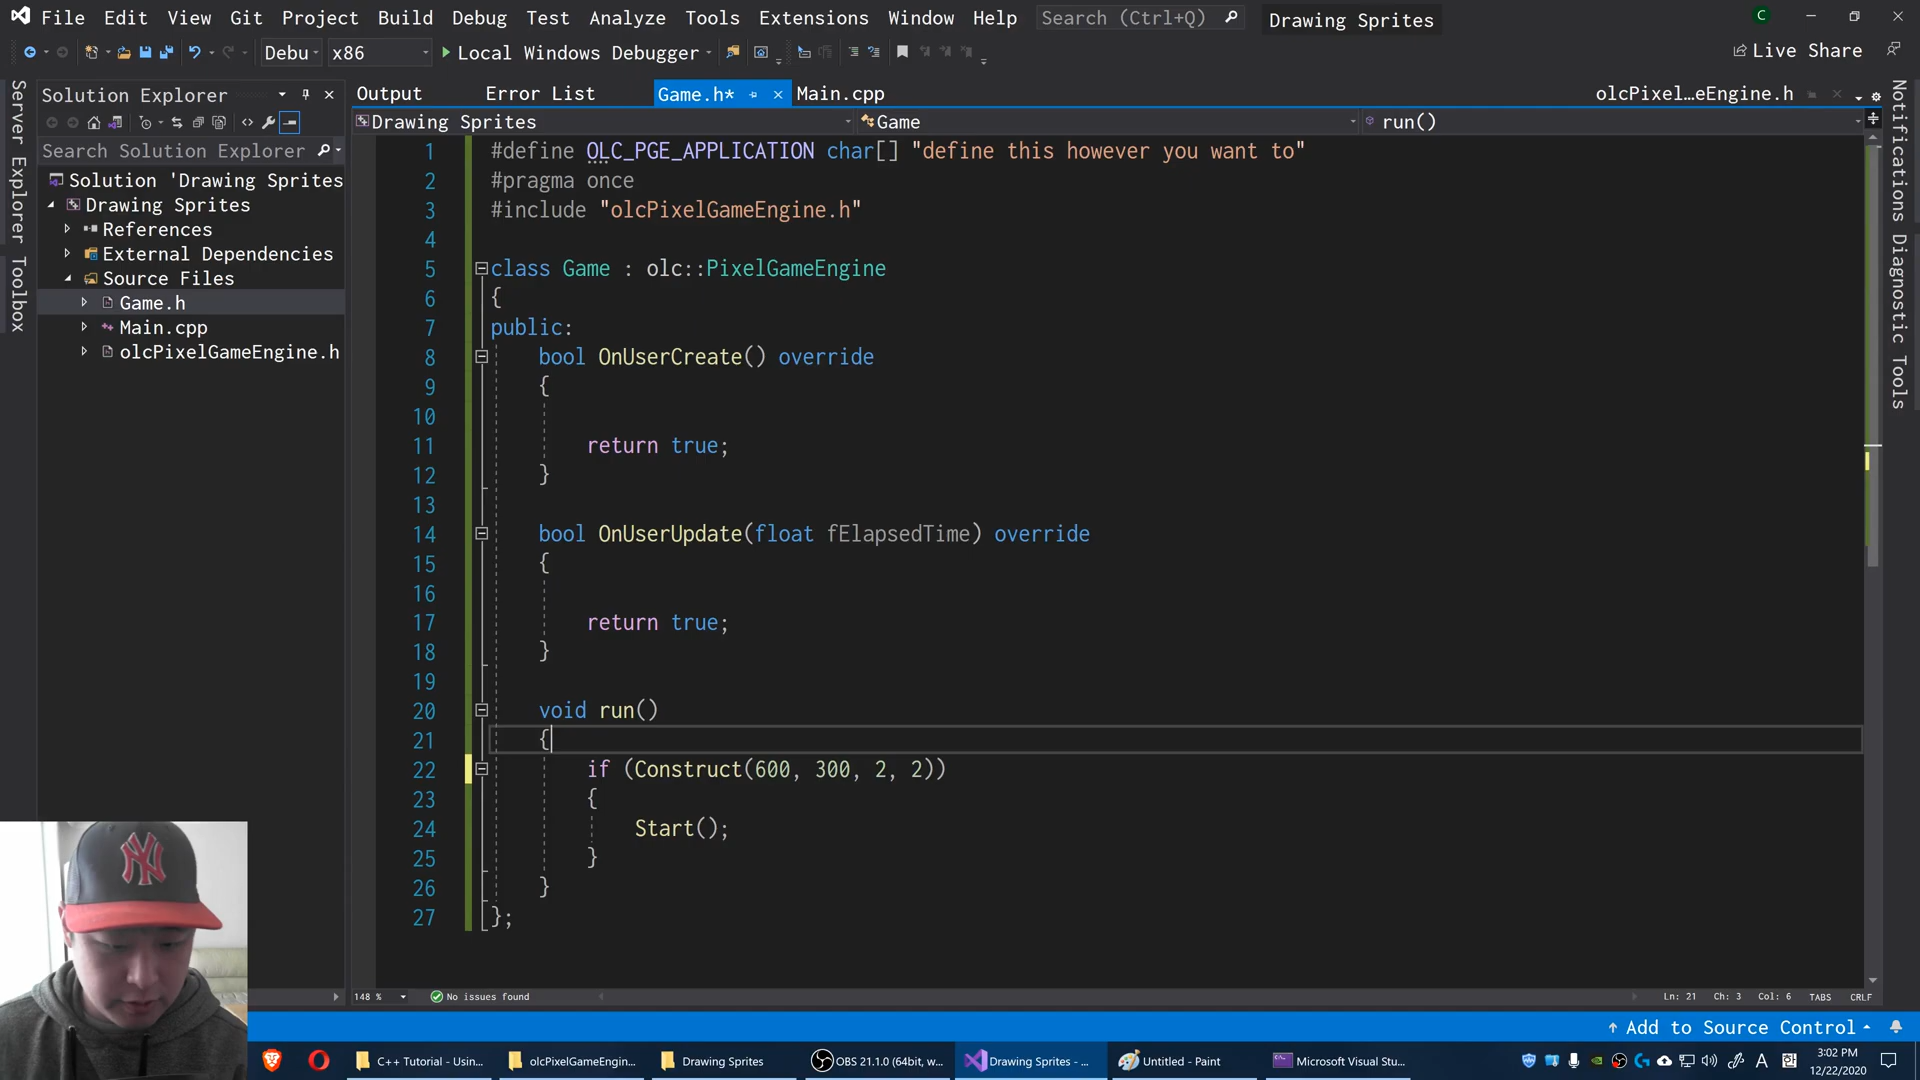 File Edit View Git Project Build Debug Test Analyze Tools Extensions Window Help Search (Ctrl+Q) Drawing Sprites C
Debu x86 Local Windows Debugger Live Share
Server Explorer Toolbox
Solution Explorer
Search Solution Explorer
Solution 'Drawing Sprites
Drawing Sprites
References
External Dependencies
Source Files
Game.h
Main.cpp
olcPixelGameEngine.h
Output Error List Game.h* Main.cpp olcPixel...eEngine.h
Drawing Sprites Game run()
1 #define OLC_PGE_APPLICATION char[] "define this however you want to"
2 #pragma once
3 #include "olcPixelGameEngine.h"
4
5 class Game : olc::PixelGameEngine
6 {
7 public:
8 bool OnUserCreate() override
9 {
10
11 return true;
12 }
13
14 bool OnUserUpdate(float fElapsedTime) override
15 {
16
17 return true;
18 }
19
20 void run()
21 {
22 if (Construct(600, 300, 2, 2))
23 {
24 Start();
25 }
26 }
27 };
Notifications Diagnostic Tools
148 % No issues found Ln: 21 Ch: 3 Col: 6 TABS CRLF
Add to Source Control
C++ Tutorial - Usin... olcPixelGameEngin... Drawing Sprites OBS 21.1.0 (64bit, w... Drawing Sprites - ... Untitled - Paint Microsoft Visual Stu... A 한 3:02 PM
12/22/2020